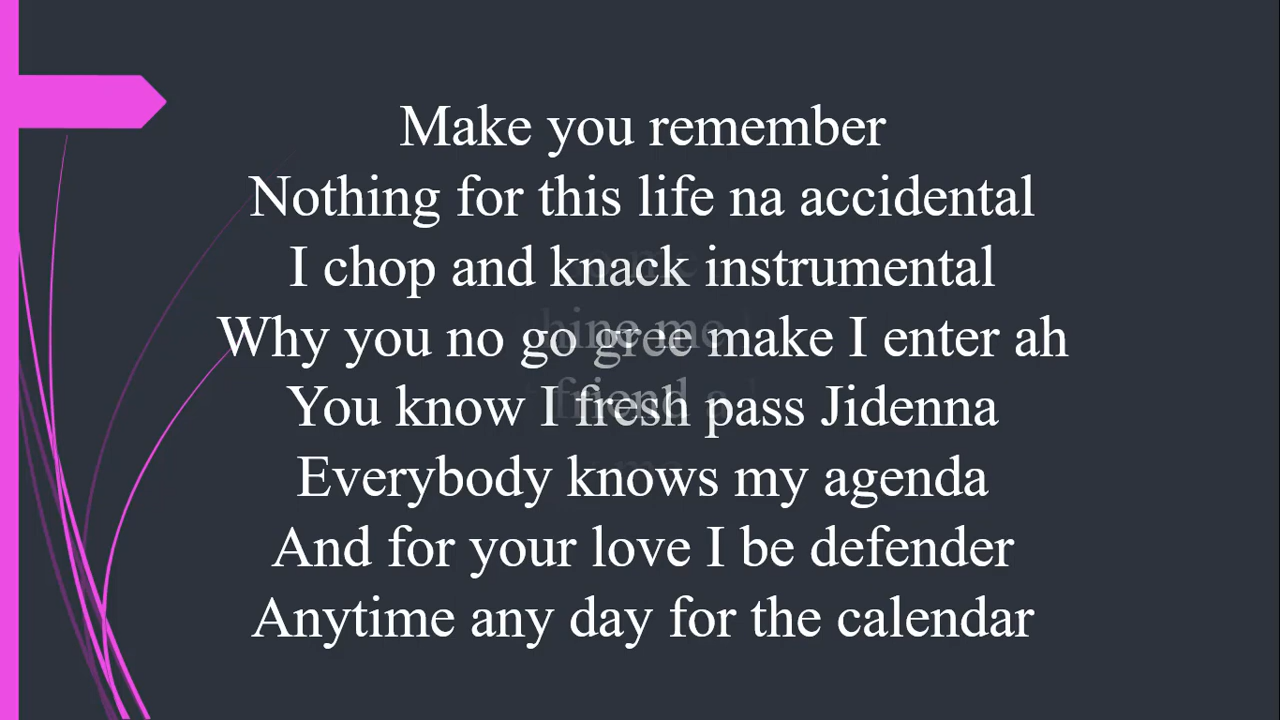 Make you remember
Nothing for this life na accidental
I chop and knack instrumental
Why you no go gree make I enter ah
You know I fresh pass Jidenna
Everybody knows my agenda
And for your love I be defender
Anytime any day for the calendar